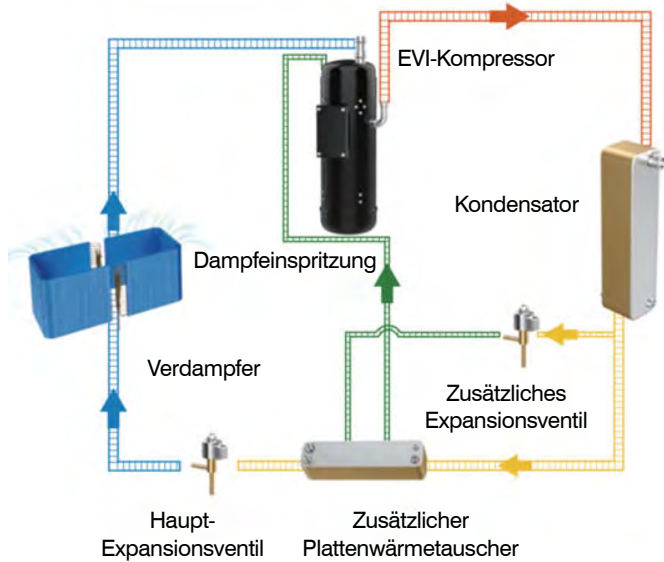 EVI-Kompressor
Kondensator
Dampfeinspritzung
Verdampfer
Zusätzliches
Expansionsventil
Haupt-
Expansionsventil
Zusätzlicher
Plattenwärmetauscher